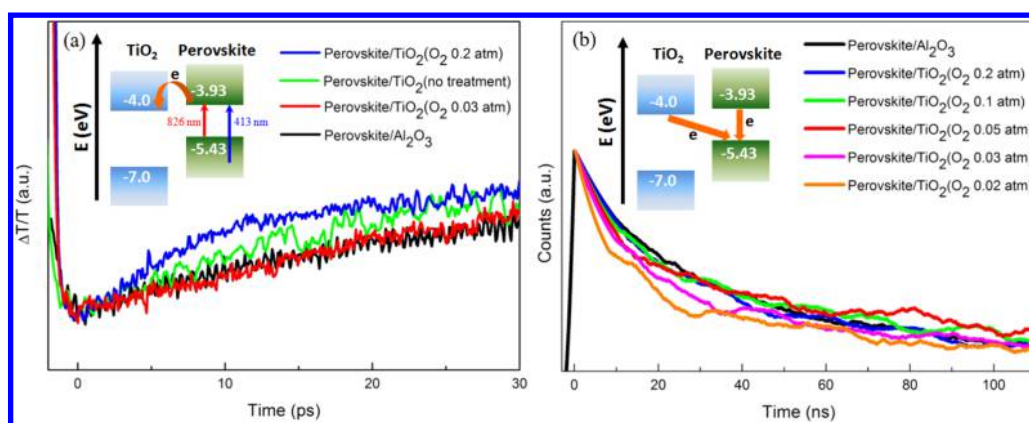 (a)
E (eV)
TiO2
Perovskite
e
-4.0
-3.93
826 nm
413 nm
-5.43
-7.0
Perovskite/TiO2(O2 0.2 atm)
Perovskite/TiO2(no treatment)
Perovskite/TiO2(O2 0.03 atm)
Perovskite/Al2O3
ΔT/T (a.u.)
0 10 20 30
Time (ps)
(b)
E (eV)
TiO2
Perovskite
-4.0
-3.93
e
e
-5.43
-7.0
Perovskite/Al2O3
Perovskite/TiO2(O2 0.2 atm)
Perovskite/TiO2(O2 0.1 atm)
Perovskite/TiO2(O2 0.05 atm)
Perovskite/TiO2(O2 0.03 atm)
Perovskite/TiO2(O2 0.02 atm)
Counts (a.u.)
0 20 40 60 80 100
Time (ns)